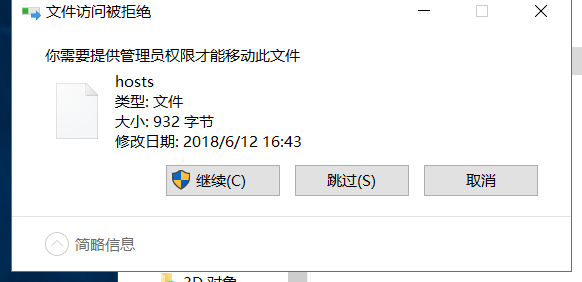 文件访问被拒绝
你需要提供管理员权限才能移动此文件
hosts
类型: 文件
大小: 932 字节
修改日期: 2018/6/12 16:43
继续(C)
跳过(S)
取消
简略信息
3D 对象